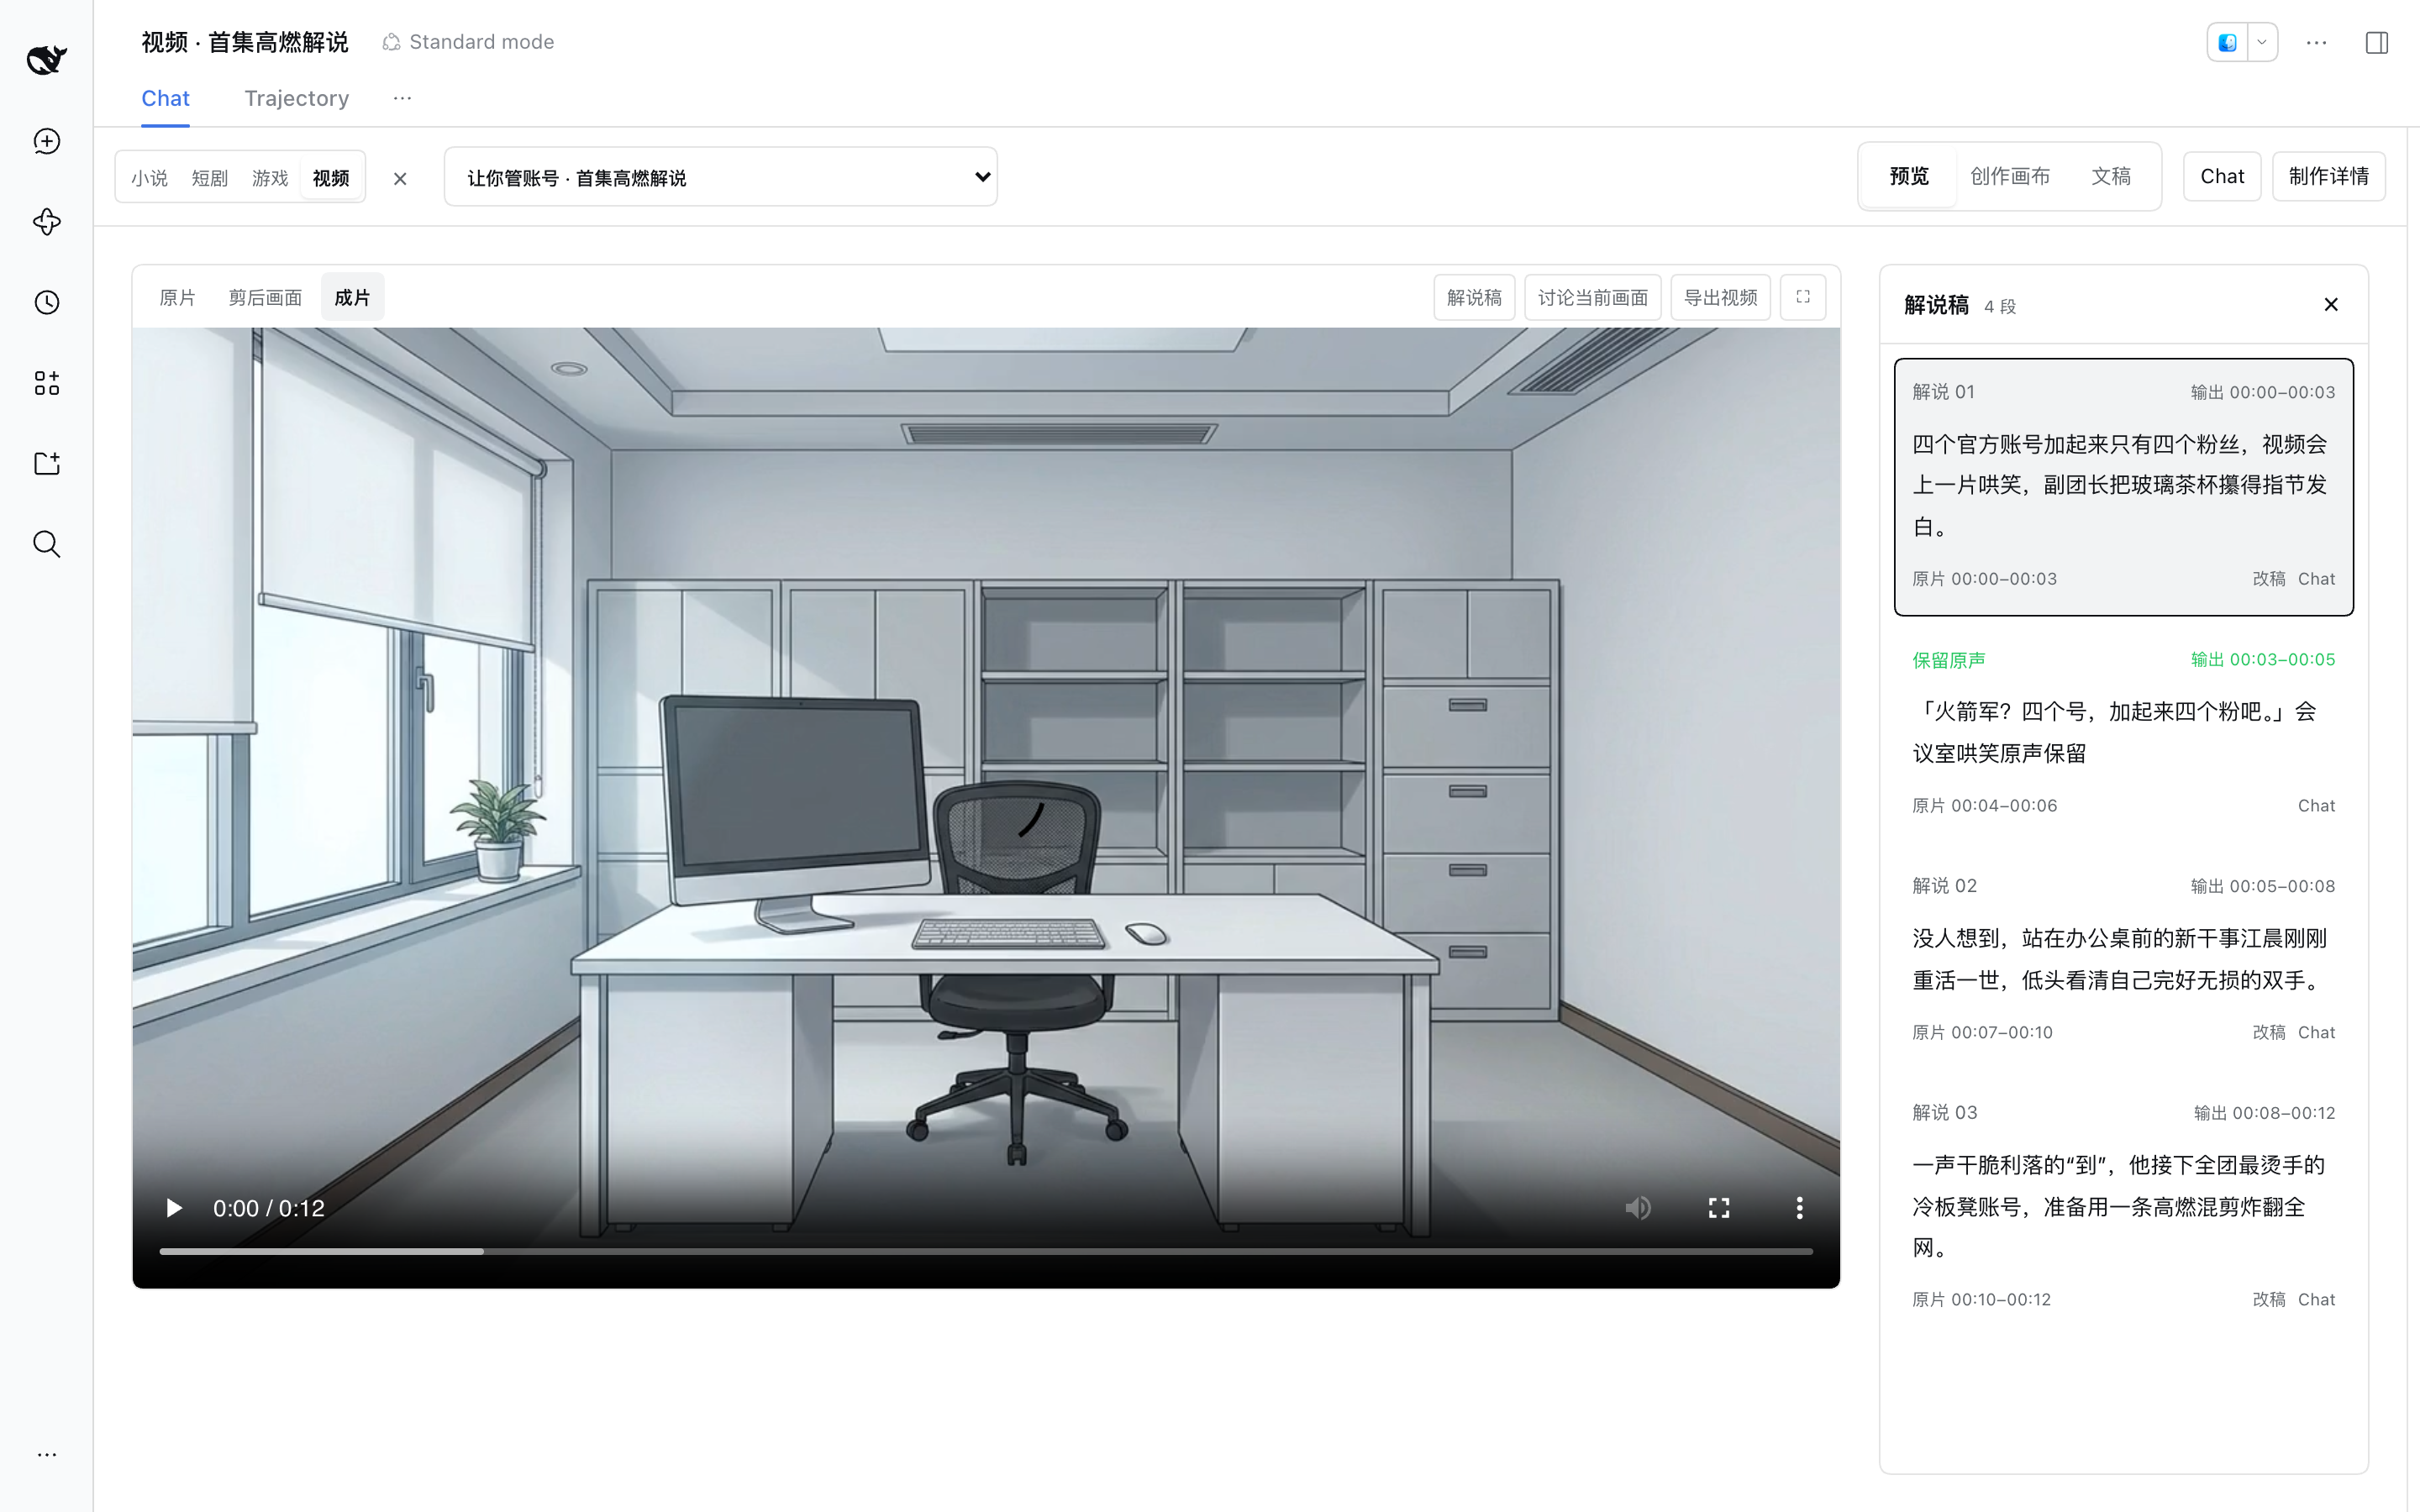 视频 · 首集高燃解说 Standard mode
Chat Trajectory ···
小说 短剧 游戏 视频 × 让你管账号 · 首集高燃解说 预览 创作画布 文稿 Chat 制作详情
原片 剪后画面 成片 解说稿 讨论当前画面 导出视频
0:00 / 0:12
解说稿 4 段 ×
解说 01 输出 00:00–00:03
四个官方账号加起来只有四个粉丝，视频会
上一片哄笑，副团长把玻璃茶杯攥得指节发
白。
原片 00:00–00:03 改稿 Chat
保留原声 输出 00:03–00:05
「火箭军？四个号，加起来四个粉吧。」会
议室哄笑原声保留
原片 00:04–00:06 Chat
解说 02 输出 00:05–00:08
没人想到，站在办公桌前的新干事江晨刚刚
重活一世，低头看清自己完好无损的双手。
原片 00:07–00:10 改稿 Chat
解说 03 输出 00:08–00:12
一声干脆利落的“到”，他接下全团最烫手的
冷板凳账号，准备用一条高燃混剪炸翻全
网。
原片 00:10–00:12 改稿 Chat